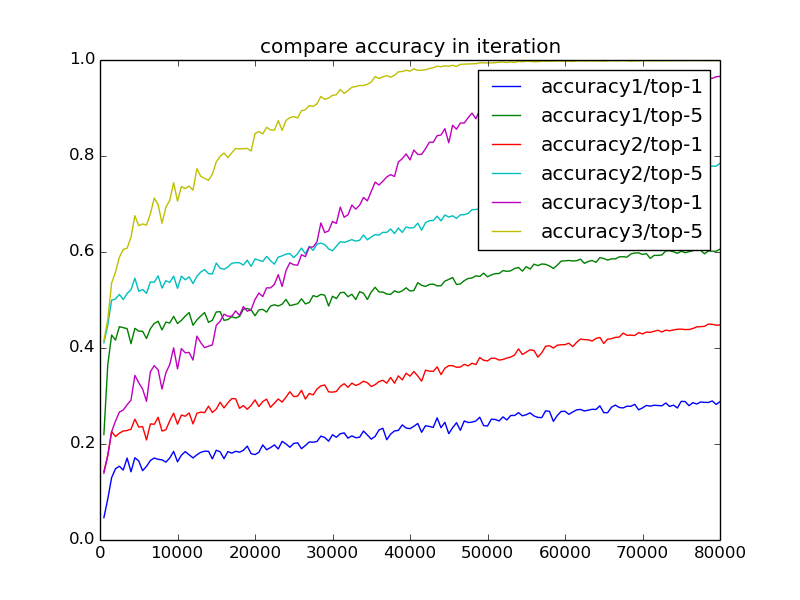 compare accuracy in iteration
1.0
0.8
0.6
0.4
0.2
0.0
accuracy1/top-1
accuracy1/top-5
accuracy2/top-1
accuracy2/top-5
accuracy3/top-1
accuracy3/top-5
0 10000 20000 30000 40000 50000 60000 70000 80000